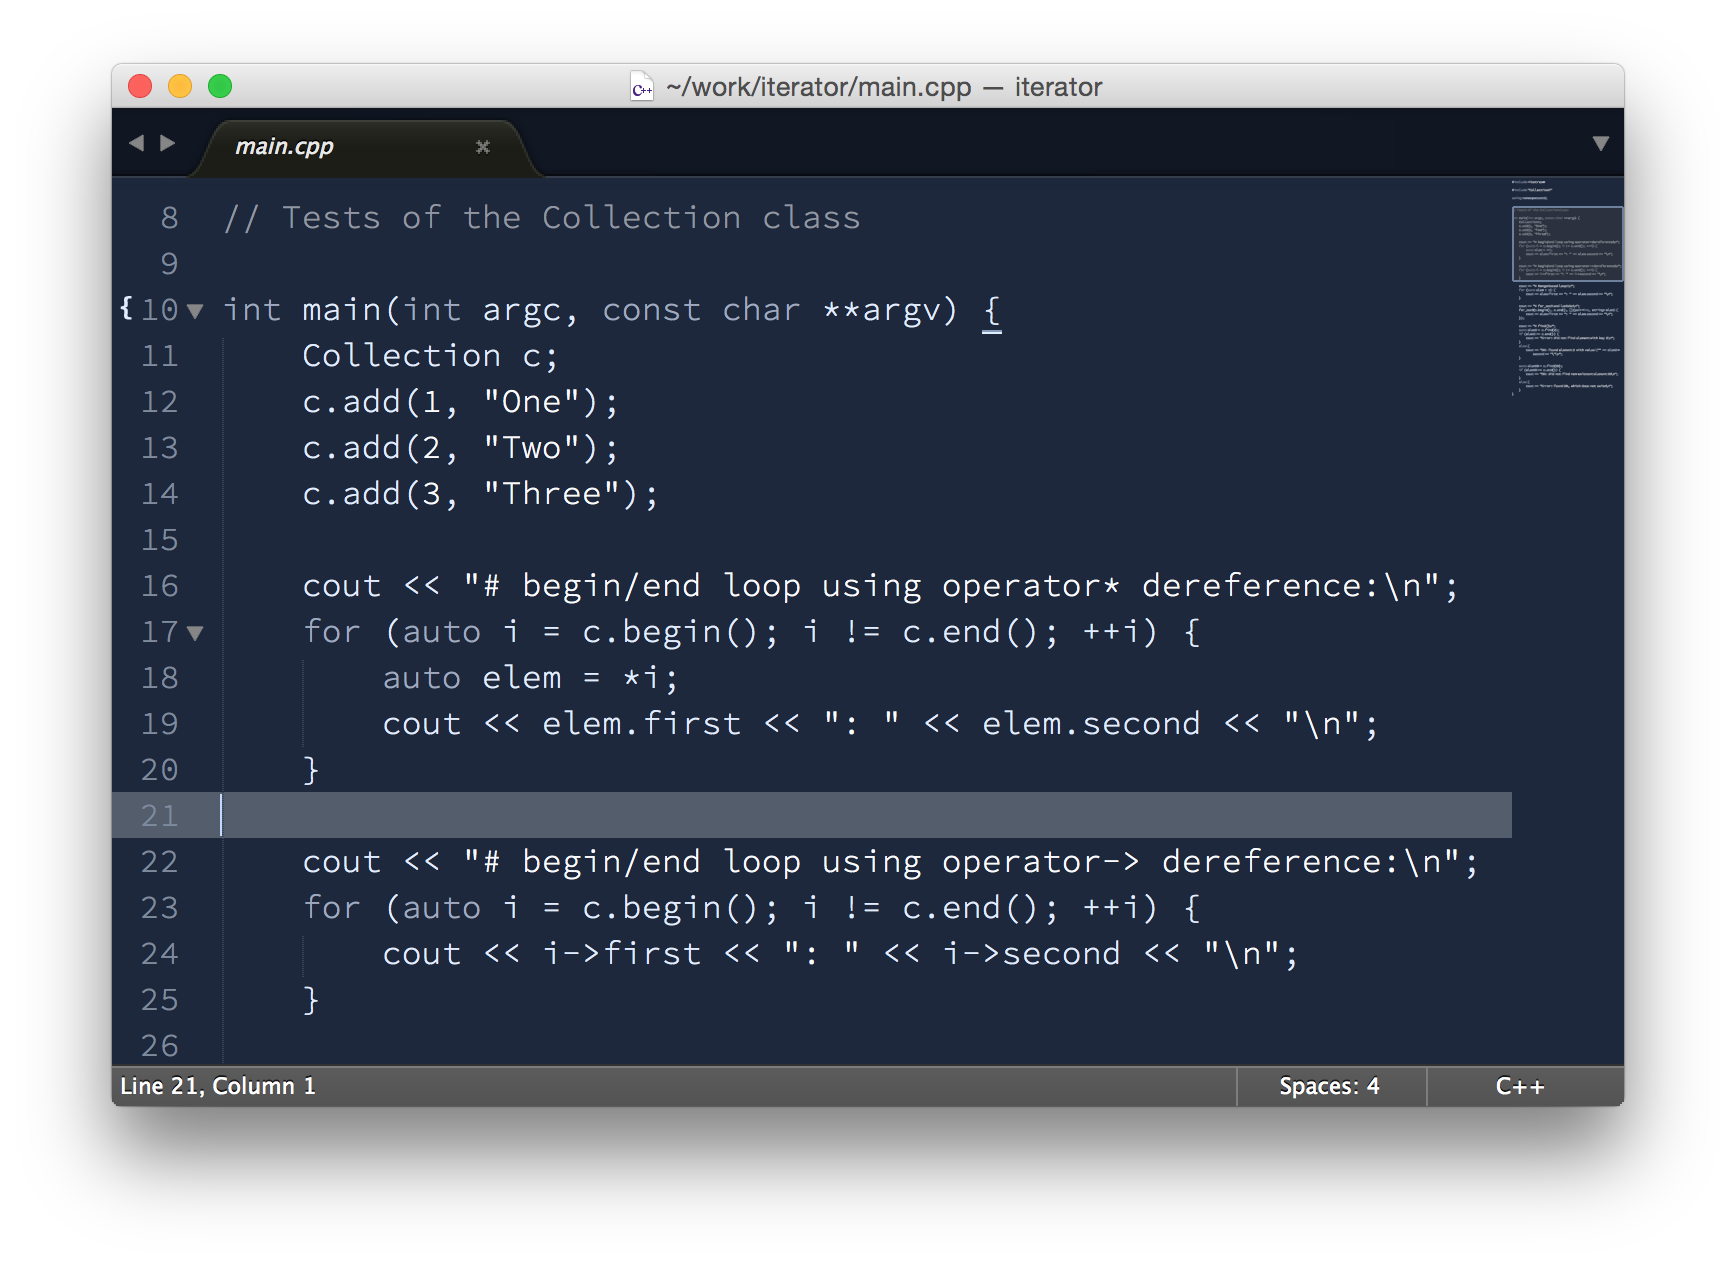 ~/work/iterator/main.cpp — iterator
main.cpp
8 // Tests of the Collection class
9
10 int main(int argc, const char **argv) {
11     Collection c;
12     c.add(1, "One");
13     c.add(2, "Two");
14     c.add(3, "Three");
15
16     cout << "# begin/end loop using operator* dereference:\n";
17     for (auto i = c.begin(); i != c.end(); ++i) {
18         auto elem = *i;
19         cout << elem.first << ": " << elem.second << "\n";
20     }
21
22     cout << "# begin/end loop using operator-> dereference:\n";
23     for (auto i = c.begin(); i != c.end(); ++i) {
24         cout << i->first << ": " << i->second << "\n";
25     }
26
Line 21, Column 1
Spaces: 4
C++